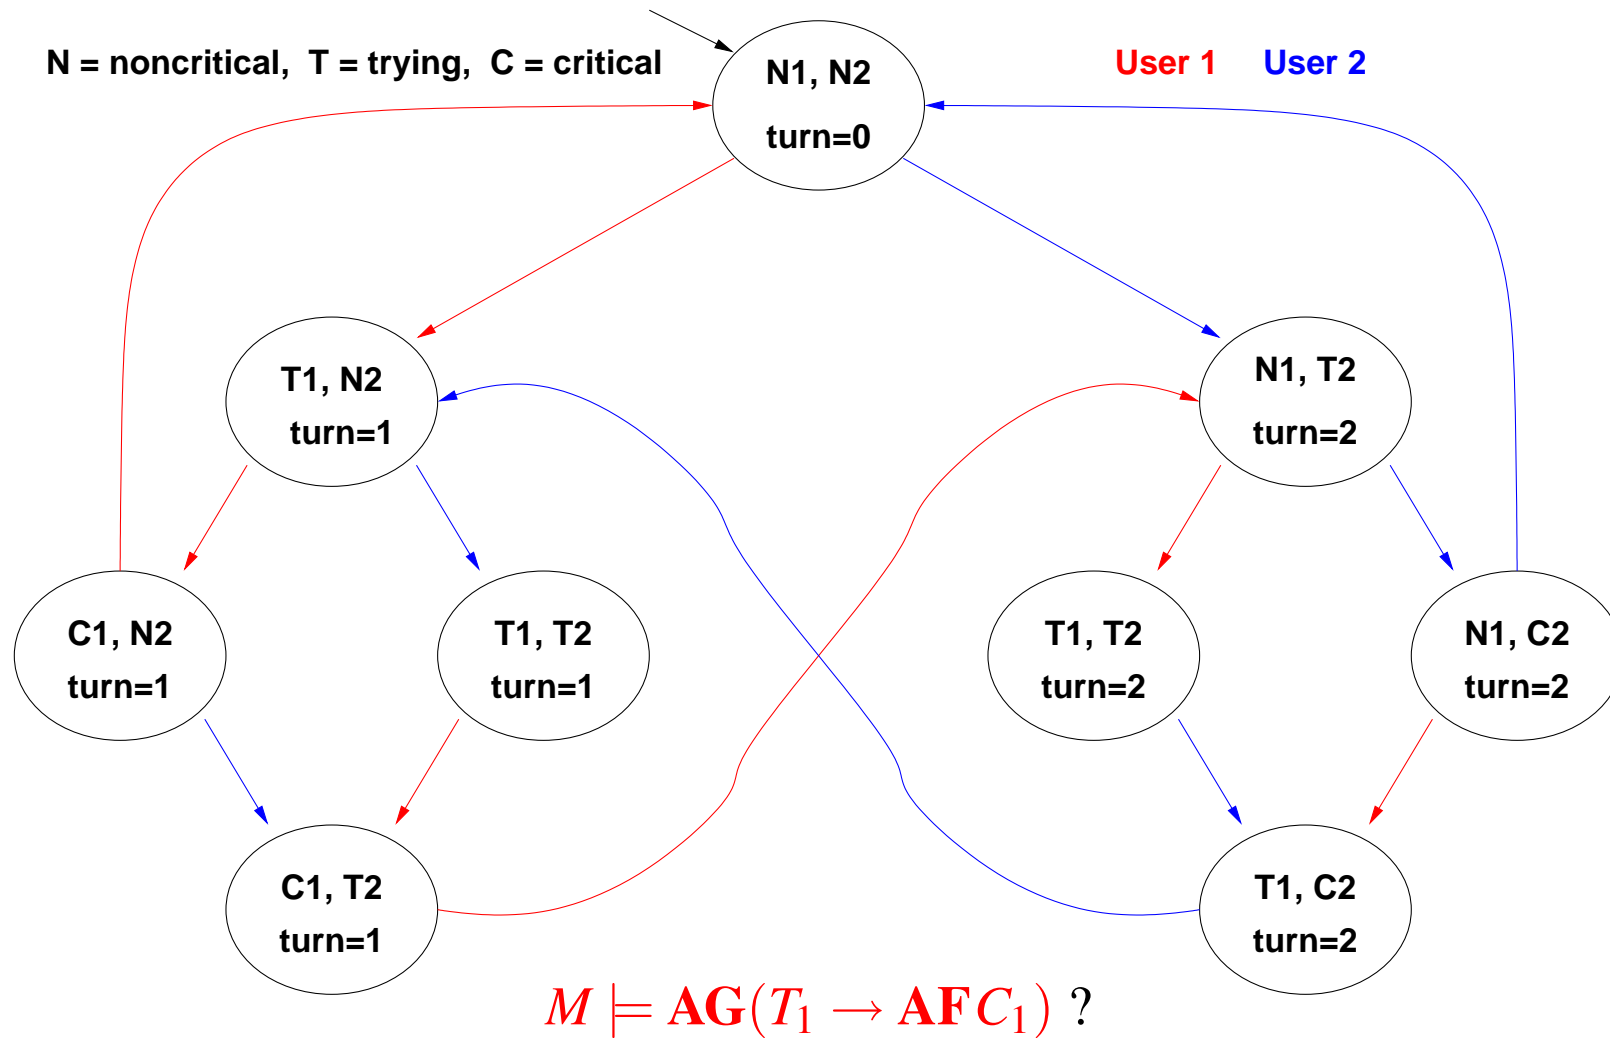 N = noncritical, T = trying, C = critical
User 1 User 2
N1, N2
turn=0
T1, N2
turn=1
N1, T2
turn=2
C1, N2
turn=1
T1, T2
turn=1
T1, T2
turn=2
N1, C2
turn=2
C1, T2
turn=1
T1, C2
turn=2
M ⊨ AG(T₁ → AFC₁) ?